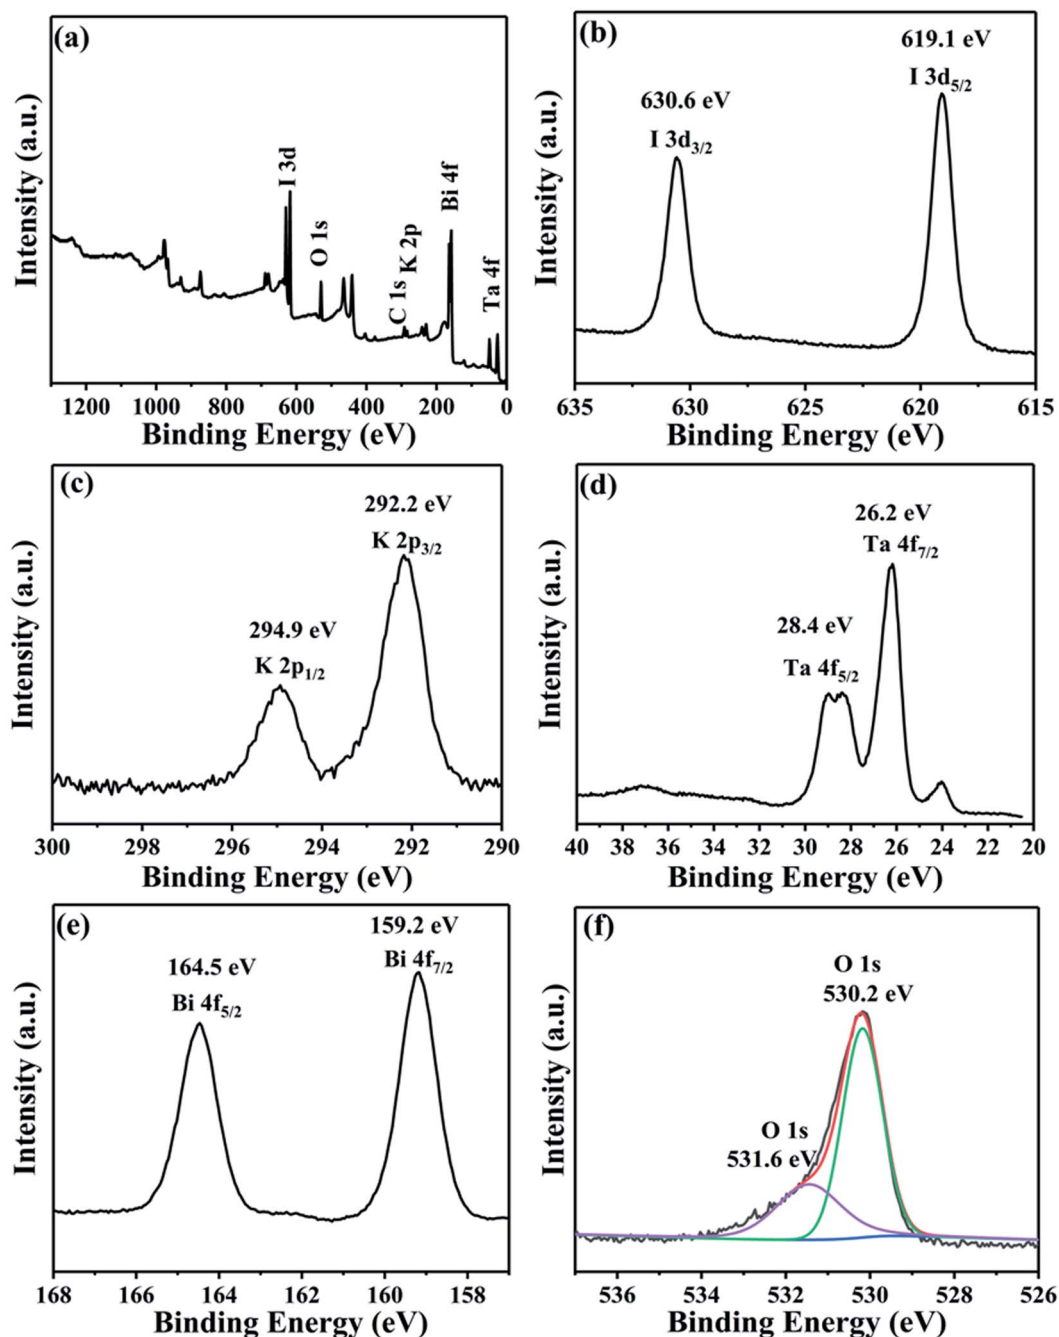 (a)
Intensity (a.u.)
I 3d
O 1s
C 1s
K 2p
Bi 4f
Ta 4f
1300 1000 800 600 400 200 0
Binding Energy (eV)
(b)
Intensity (a.u.)
619.1 eV
I 3d5/2
630.6 eV
I 3d3/2
635 630 625 620 615
Binding Energy (eV)
(c)
Intensity (a.u.)
292.2 eV
K 2p3/2
294.9 eV
K 2p1/2
300 298 296 294 292 290
Binding Energy (eV)
(d)
Intensity (a.u.)
26.2 eV
Ta 4f7/2
28.4 eV
Ta 4f5/2
40 38 36 34 32 30 28 26 24 22 20
Binding Energy (eV)
(e)
Intensity (a.u.)
159.2 eV
Bi 4f7/2
164.5 eV
Bi 4f5/2
168 166 164 162 160 158
Binding Energy (eV)
(f)
Intensity (a.u.)
O 1s
530.2 eV
O 1s
531.6 eV
536 534 532 530 528 526
Binding Energy (eV)